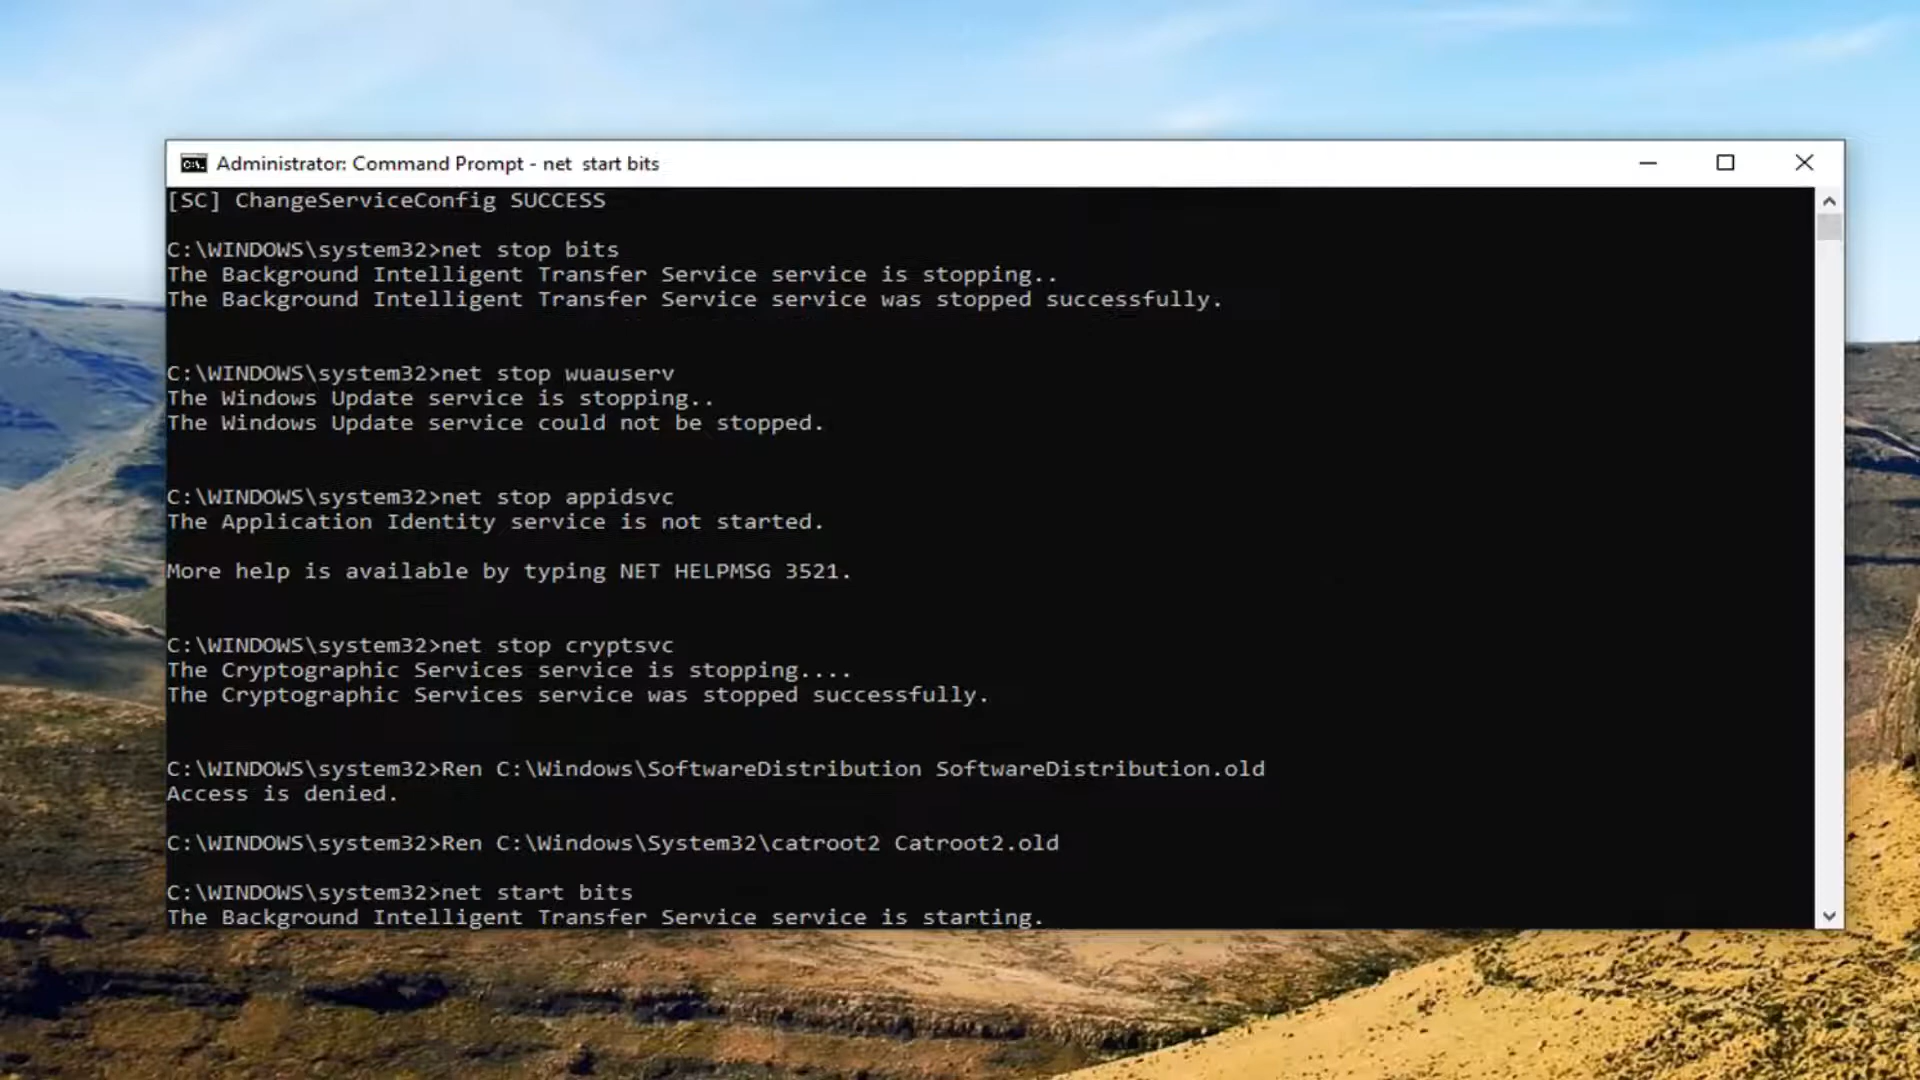 Administrator: Command Prompt - net  start bits
[SC] ChangeServiceConfig SUCCESS
C:\WINDOWS\system32>net stop bits
The Background Intelligent Transfer Service service is stopping..
The Background Intelligent Transfer Service service was stopped successfully.
C:\WINDOWS\system32>net stop wuauserv
The Windows Update service is stopping..
The Windows Update service could not be stopped.
C:\WINDOWS\system32>net stop appidsvc
The Application Identity service is not started.
More help is available by typing NET HELPMSG 3521.
C:\WINDOWS\system32>net stop cryptsvc
The Cryptographic Services service is stopping....
The Cryptographic Services service was stopped successfully.
C:\WINDOWS\system32>Ren C:\Windows\SoftwareDistribution SoftwareDistribution.old
Access is denied.
C:\WINDOWS\system32>Ren C:\Windows\System32\catroot2 Catroot2.old
C:\WINDOWS\system32>net start bits
The Background Intelligent Transfer Service service is starting.